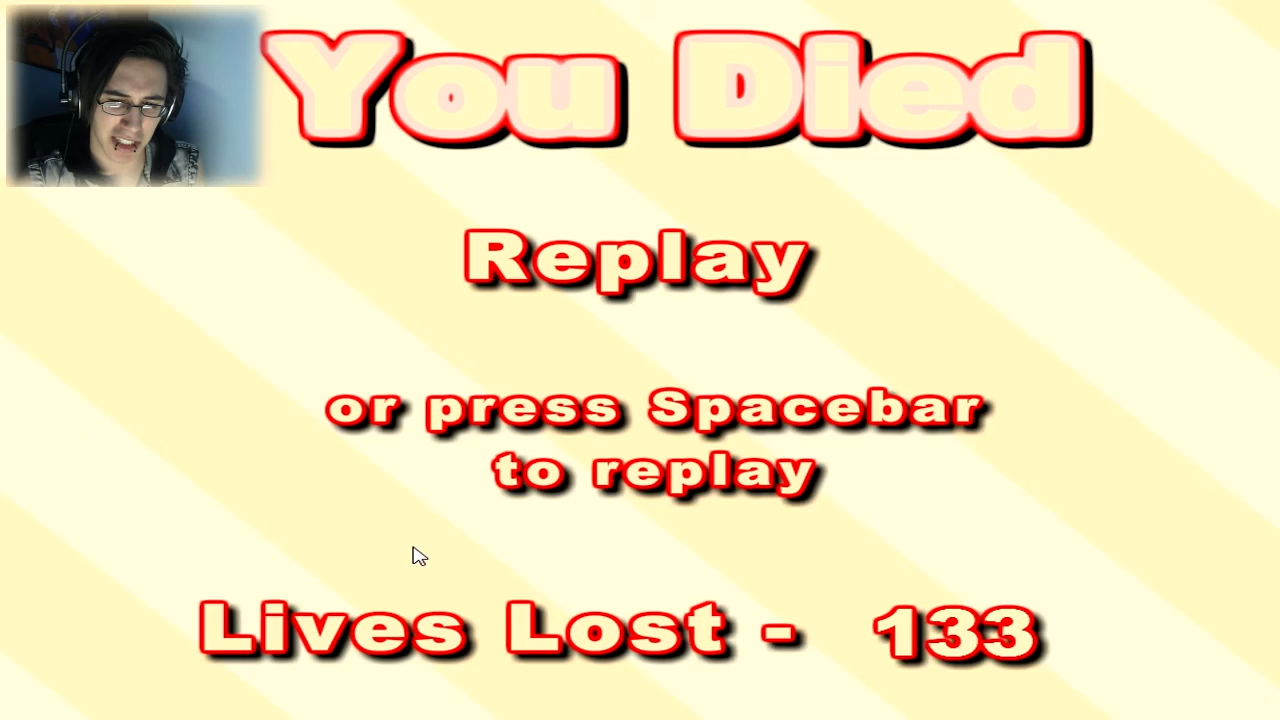 You Died
Replay
or press Spacebar
to replay
Lives Lost - 133